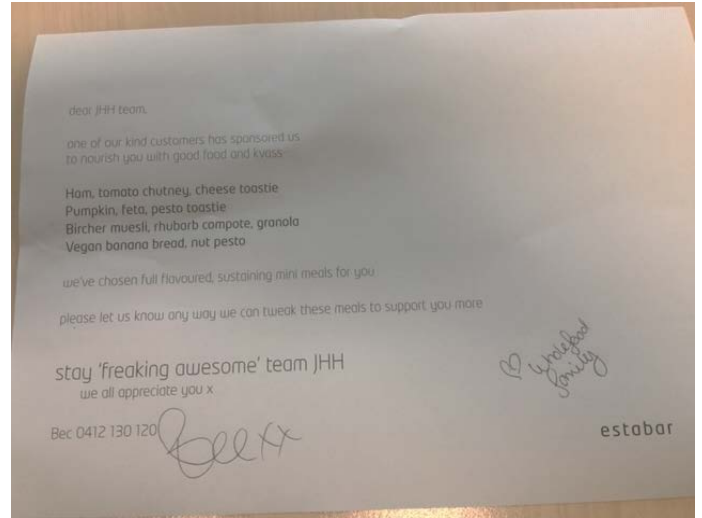 dear JHH team,
one of our kind customers has sponsored us
to nourish you with good food and kvass
Ham, tomato chutney, cheese toastie
Pumpkin, feta, pesto toastie
Bircher muesli, rhubarb compote, granola
Vegan banana bread, nut pesto
we've chosen full flavoured, sustaining mini meals for you
please let us know any way we can tweak these meals to support you more
stay 'freaking awesome' team JHH
we all appreciate you x
Bec 0412 130 120
Bec xx
♡ wholefood
family
estabar